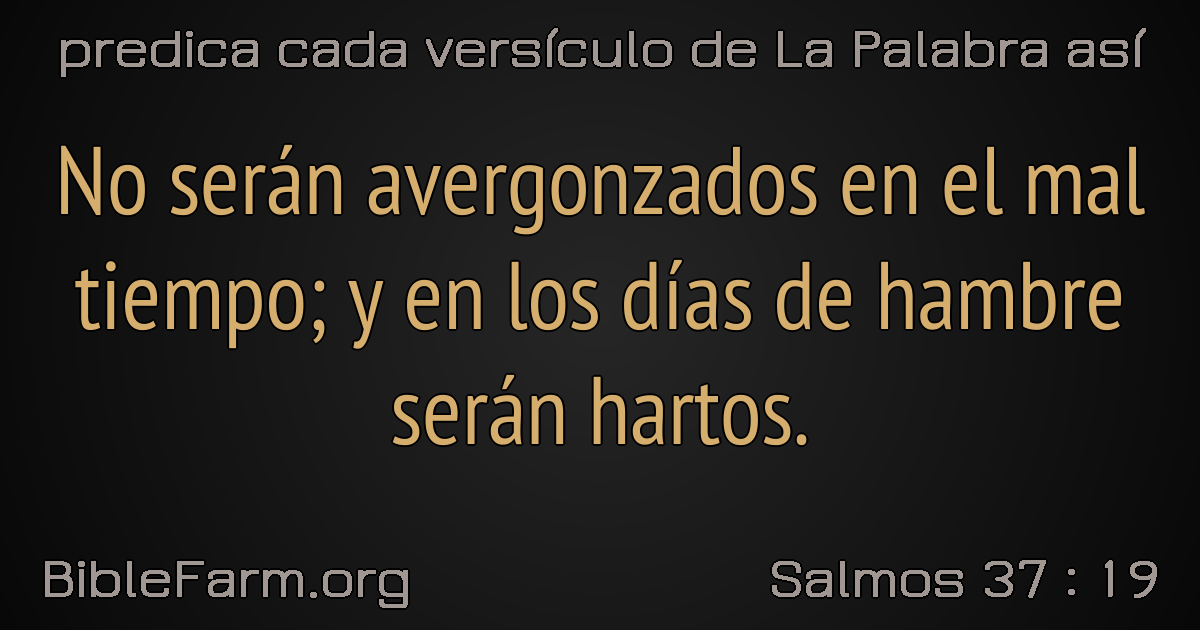 predica cada versículo de La Palabra así
No serán avergonzados en el mal
tiempo; y en los días de hambre
serán hartos.
BibleFarm.org
Salmos 37 : 19